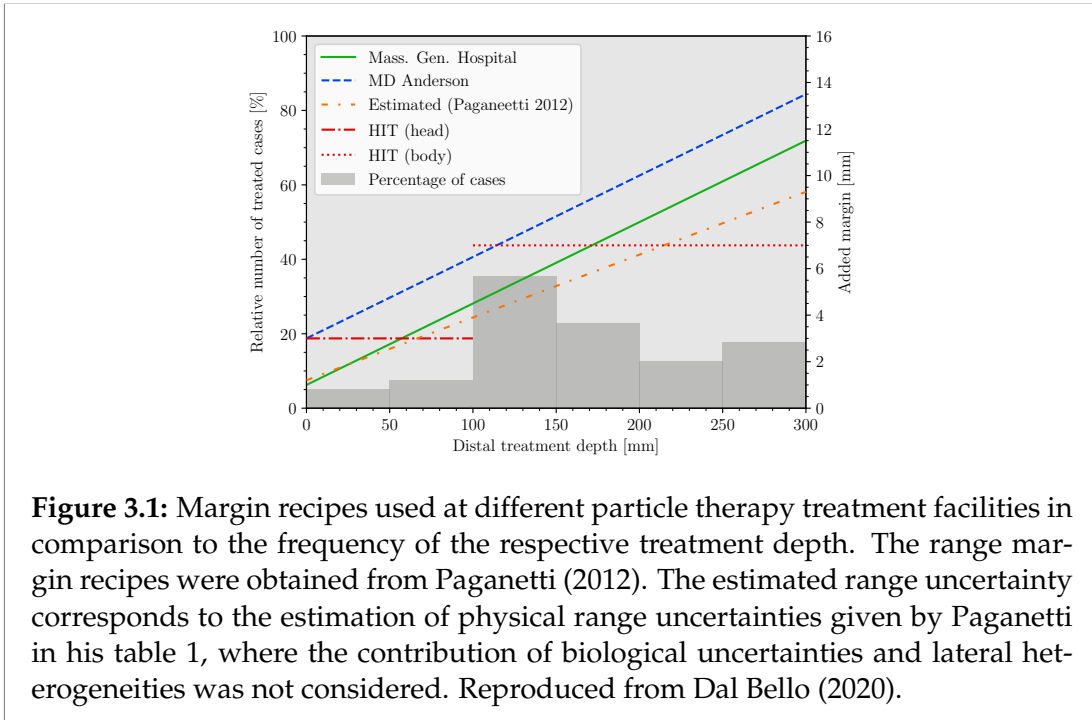 100
80
60
40
20
0
Relative number of treated cases [%]
Mass. Gen. Hospital
MD Anderson
Estimated (Paganeetti 2012)
HIT (head)
HIT (body)
Percentage of cases
16
14
12
10
8
6
4
2
0
Added margin [mm]
0 50 100 150 200 250 300
Distal treatment depth [mm]
Figure 3.1: Margin recipes used at different particle therapy treatment facilities in
comparison to the frequency of the respective treatment depth. The range mar-
gin recipes were obtained from Paganetti (2012). The estimated range uncertainty
corresponds to the estimation of physical range uncertainties given by Paganetti
in his table 1, where the contribution of biological uncertainties and lateral het-
erogeneities was not considered. Reproduced from Dal Bello (2020).